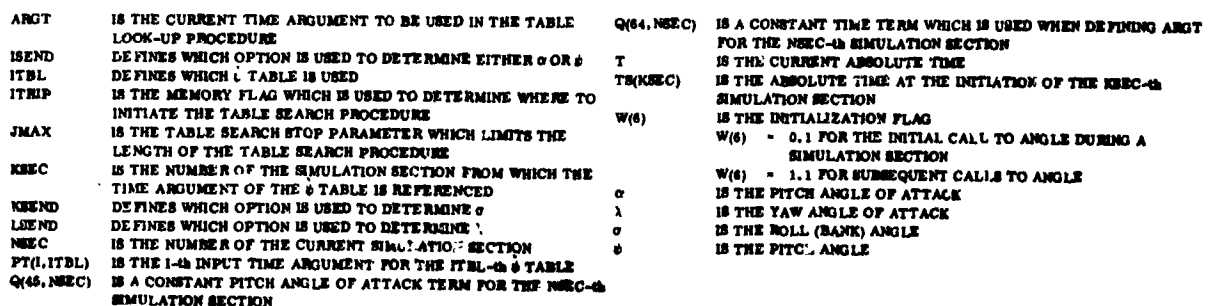 ARGT IS THE CURRENT TIME ARGUMENT TO BE USED IN THE TABLE
LOOK-UP PROCEDURE
ISEND DEFINES WHICH OPTION IS USED TO DETERMINE EITHER α OR
ITBL DEFINES WHICH TABLE IS USED
ITRIP IS THE MEMORY FLAG WHICH IS USED TO DETERMINE WHERE TO
INITIATE THE TABLE SEARCH PROCEDURE
JMAX IS THE TABLE SEARCH STOP PARAMETER WHICH LIMITS THE
LENGTH OF THE TABLE SEARCH PROCEDURE
KSEC IS THE NUMBER OF THE SIMULATION SECTION FROM WHICH THE
TIME ARGUMENT OF THE TABLE IS REFERENCED
KSEND DEFINES WHICH OPTION IS USED TO DETERMINE σ
LSEND DEFINES WHICH OPTION IS USED TO DETERMINE
NSEC IS THE NUMBER OF THE CURRENT SIMULATION SECTION
PT(I,ITBL) IS THE I-th INPUT TIME ARGUMENT FOR THE ITBL-th TABLE
Q(45,NSEC) IS A CONSTANT PITCH ANGLE OF ATTACK TERM FOR THE NSEC-th
SIMULATION SECTION
Q(64,NSEC) IS A CONSTANT TIME TERM WHICH IS USED WHEN DEFINING ARGT
FOR THE NSEC-th SIMULATION SECTION
T IS THE CURRENT ABSOLUTE TIME
TS(KSEC) IS THE ABSOLUTE TIME AT THE INITIATION OF THE KSEC-th
SIMULATION SECTION
W(6) IS THE INITIALIZATION FLAG
W(6) = 0.1 FOR THE INITIAL CALL TO ANGLE DURING A
SIMULATION SECTION
W(6) = 1.1 FOR SUBSEQUENT CALLS TO ANGLE
α IS THE PITCH ANGLE OF ATTACK
λ IS THE YAW ANGLE OF ATTACK
σ IS THE ROLL (BANK) ANGLE
IS THE PITCH ANGLE